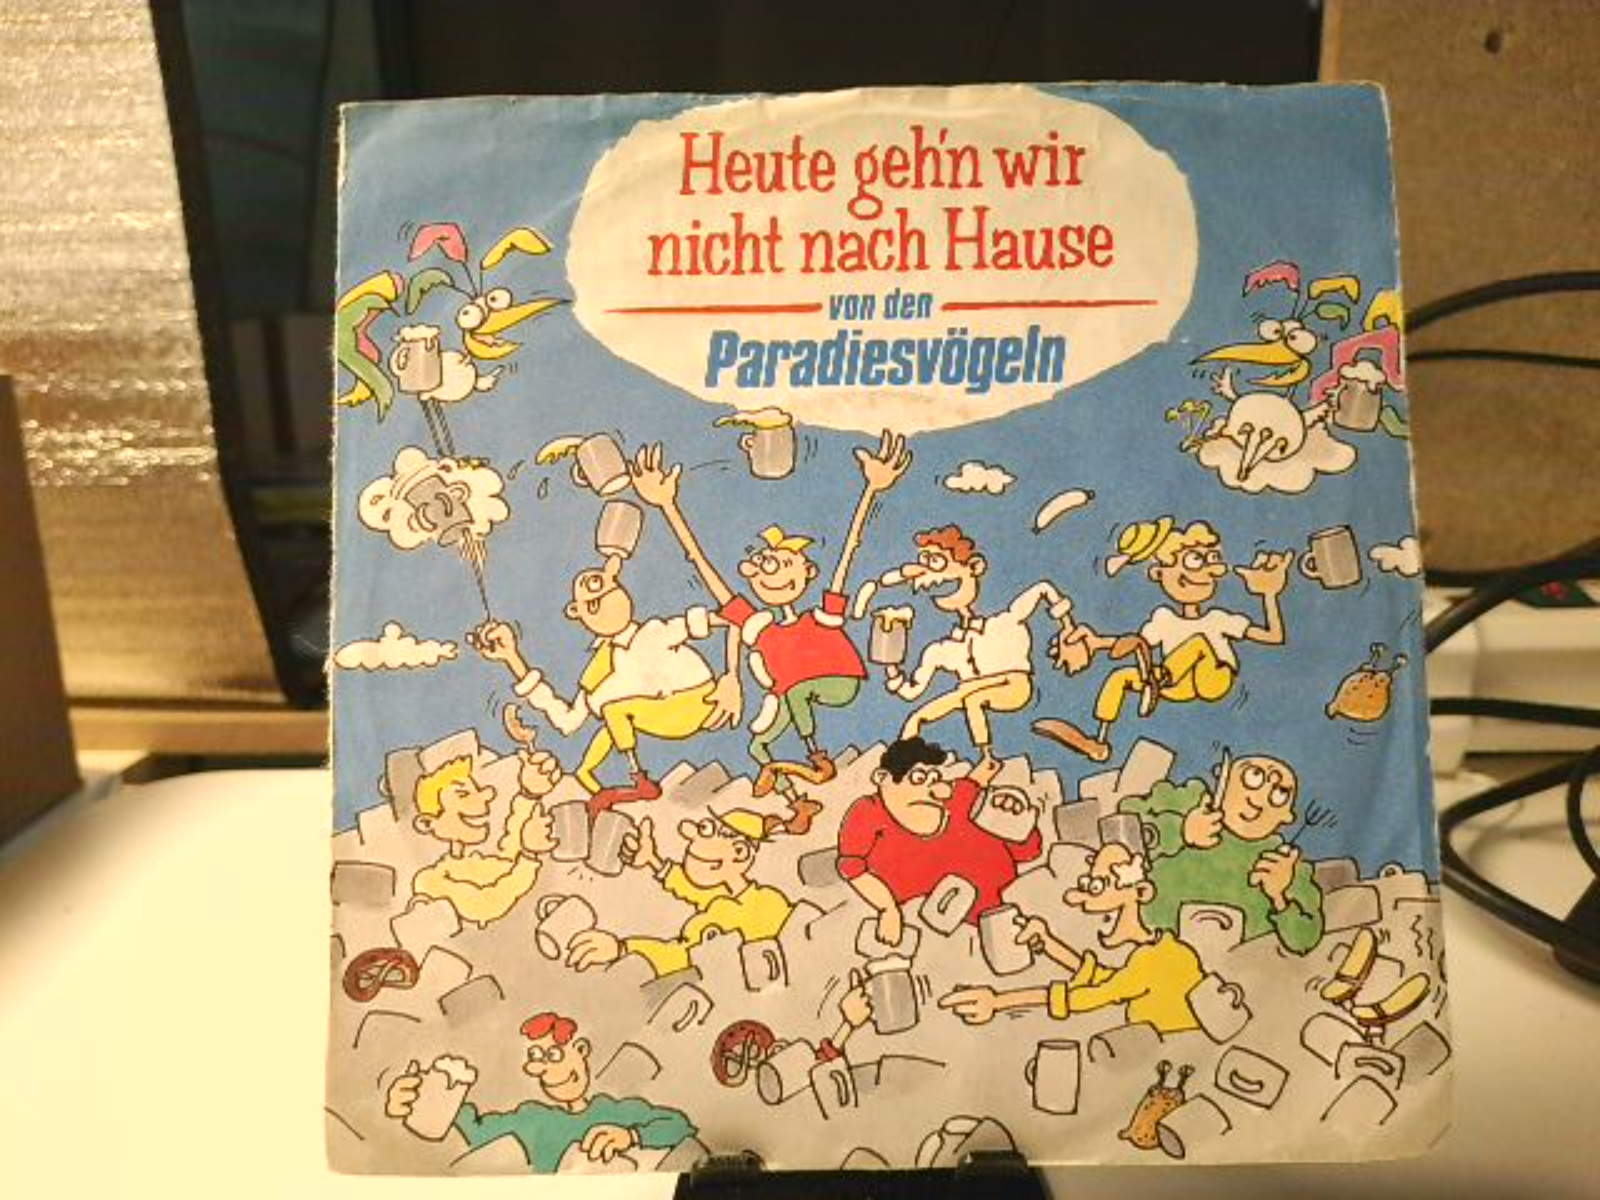 Heute geh'n wir
nicht nach Hause
von den
Paradiesvögeln